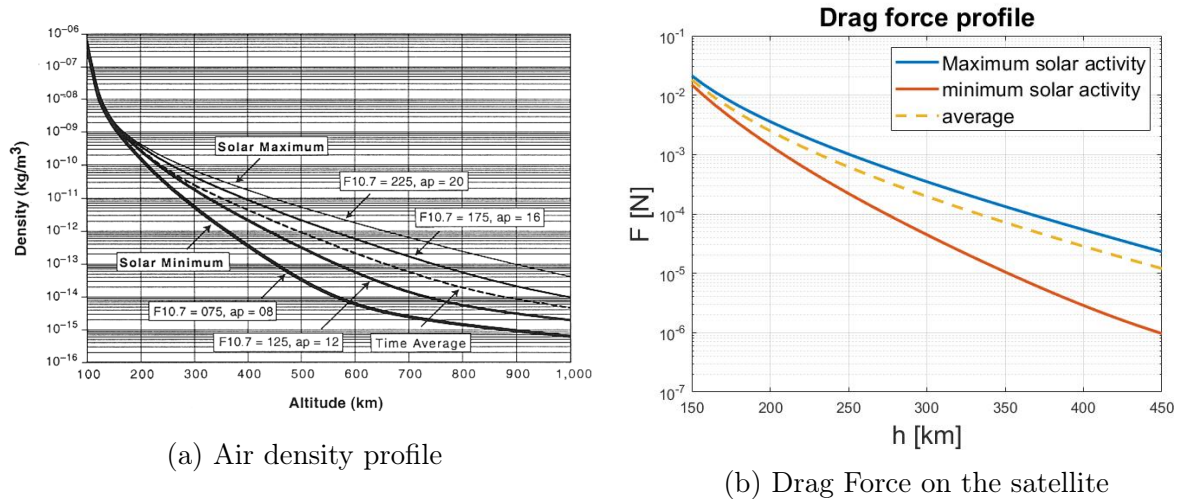 10⁻⁰⁶
10⁻⁰⁷
10⁻⁰⁸
10⁻⁰⁹
10⁻¹⁰
10⁻¹¹
10⁻¹²
10⁻¹³
10⁻¹⁴
10⁻¹⁵
10⁻¹⁶
Density (kg/m³)
Solar Maximum
F10.7 = 225, ap = 20
F10.7 = 175, ap = 16
Solar Minimum
F10.7 = 075, ap = 08
F10.7 = 125, ap = 12
Time Average
100 200 300 400 500 600 700 800 900 1,000
Altitude (km)
(a) Air density profile
Drag force profile
10⁻¹
10⁻²
10⁻³
10⁻⁴
10⁻⁵
10⁻⁶
10⁻⁷
F [N]
Maximum solar activity
minimum solar activity
average
150 200 250 300 350 400 450
h [km]
(b) Drag Force on the satellite